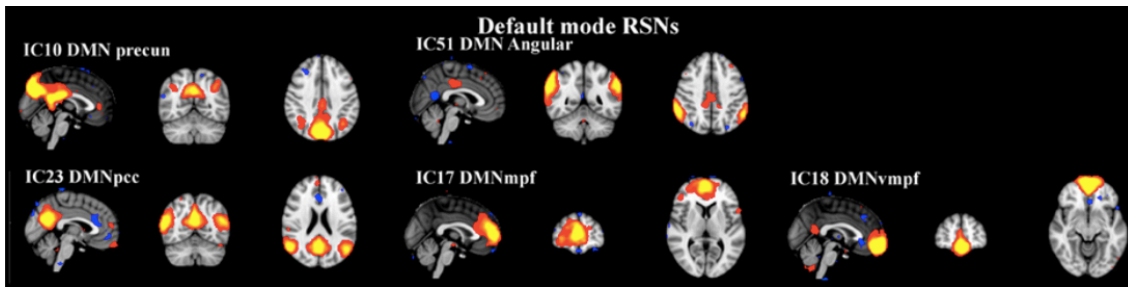 Default mode RSNs
IC10 DMN precun
IC51 DMN Angular
IC23 DMNpcc
IC17 DMNmpf
IC18 DMNvmpf